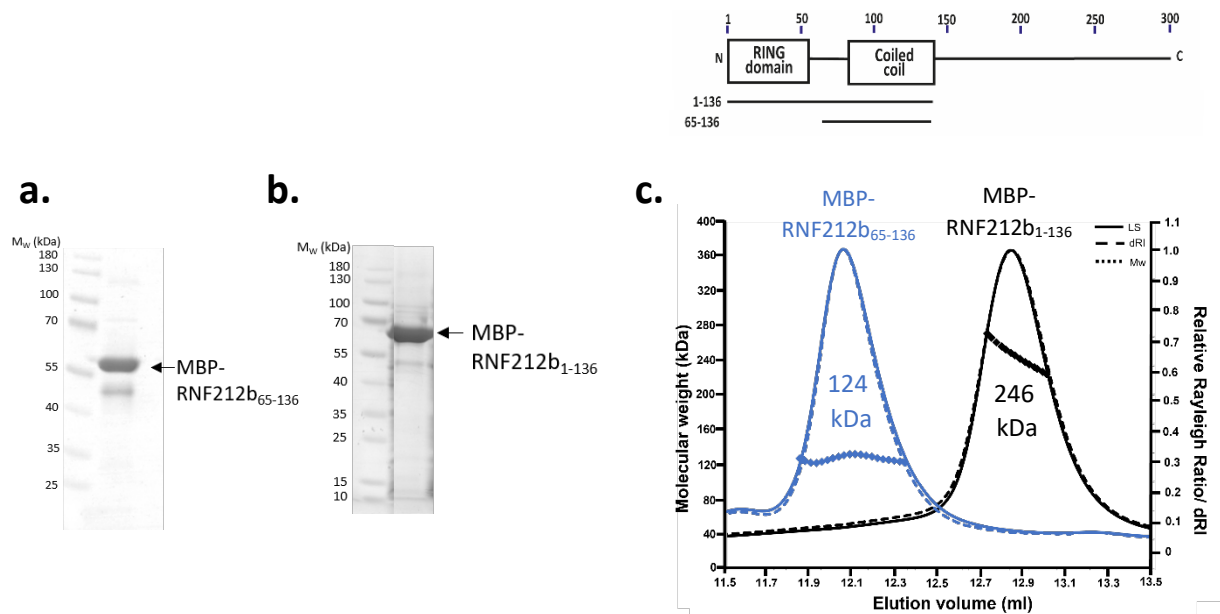 1 50 100 150 200 250 300
N RING domain Coiled coil C
1-136
65-136
a.
Mw (kDa)
180
130
100
70
55
40
35
25
MBP-
RNF212b65-136
b.
Mw (kDa)
180
130
100
70
55
40
35
25
15
10
MBP-
RNF212b1-136
c.
MBP-
RNF212b65-136
MBP-
RNF212b1-136
LS
dRI
Mw
124
kDa
246
kDa
Molecular weight (kDa)
400
360
320
280
240
200
160
120
80
40
0
1.1
1.0
0.9
0.8
0.7
0.6
0.5
0.4
0.3
0.2
0.1
0
Relative Rayleigh Ratio/ dRI
11.5 11.7 11.9 12.1 12.3 12.5 12.7 12.9 13.1 13.3 13.5
Elution volume (ml)